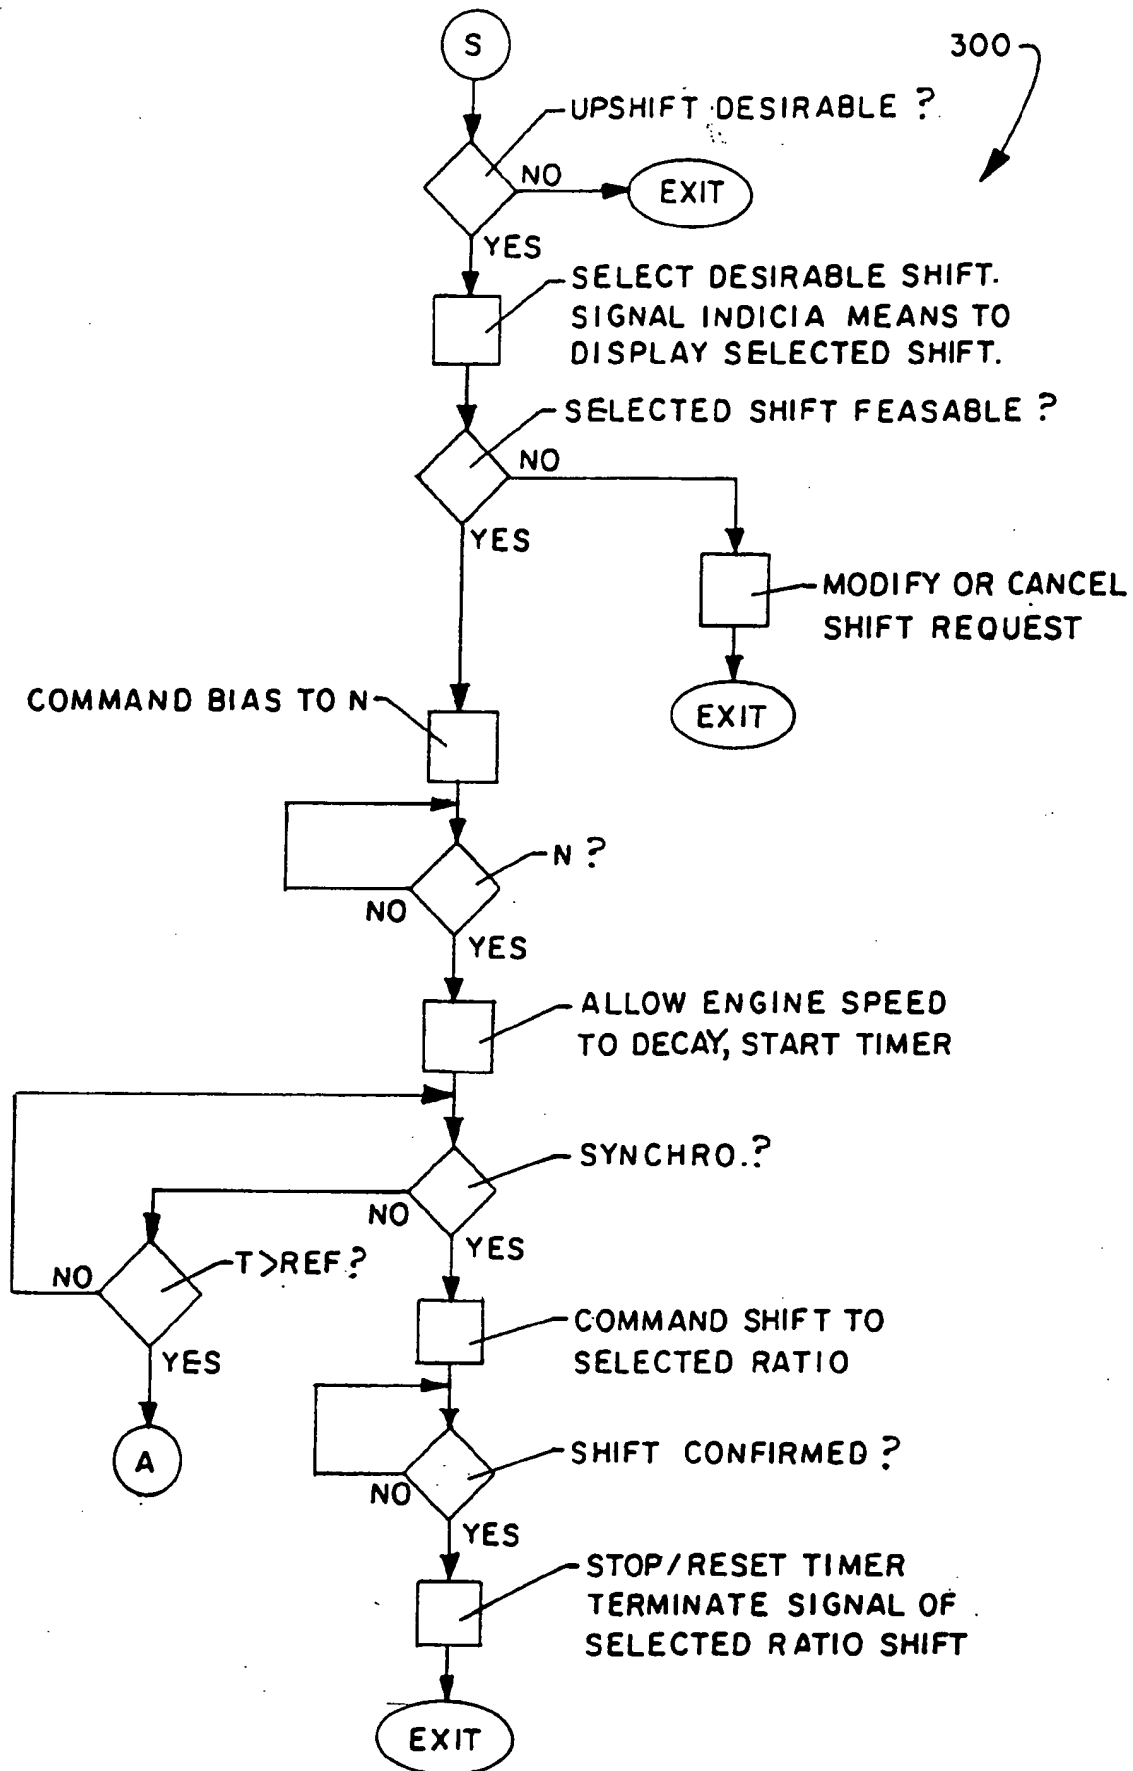 S
300
UPSHIFT DESIRABLE ?
NO
EXIT
YES
SELECT DESIRABLE SHIFT.
SIGNAL INDICIA MEANS TO
DISPLAY SELECTED SHIFT.
SELECTED SHIFT FEASABLE ?
NO
YES
MODIFY OR CANCEL
SHIFT REQUEST
EXIT
COMMAND BIAS TO N
N ?
NO
YES
ALLOW ENGINE SPEED
TO DECAY, START TIMER
SYNCHRO.?
NO
YES
T>REF.?
NO
YES
A
COMMAND SHIFT TO
SELECTED RATIO
SHIFT CONFIRMED ?
NO
YES
STOP/RESET TIMER
TERMINATE SIGNAL OF
SELECTED RATIO SHIFT
EXIT